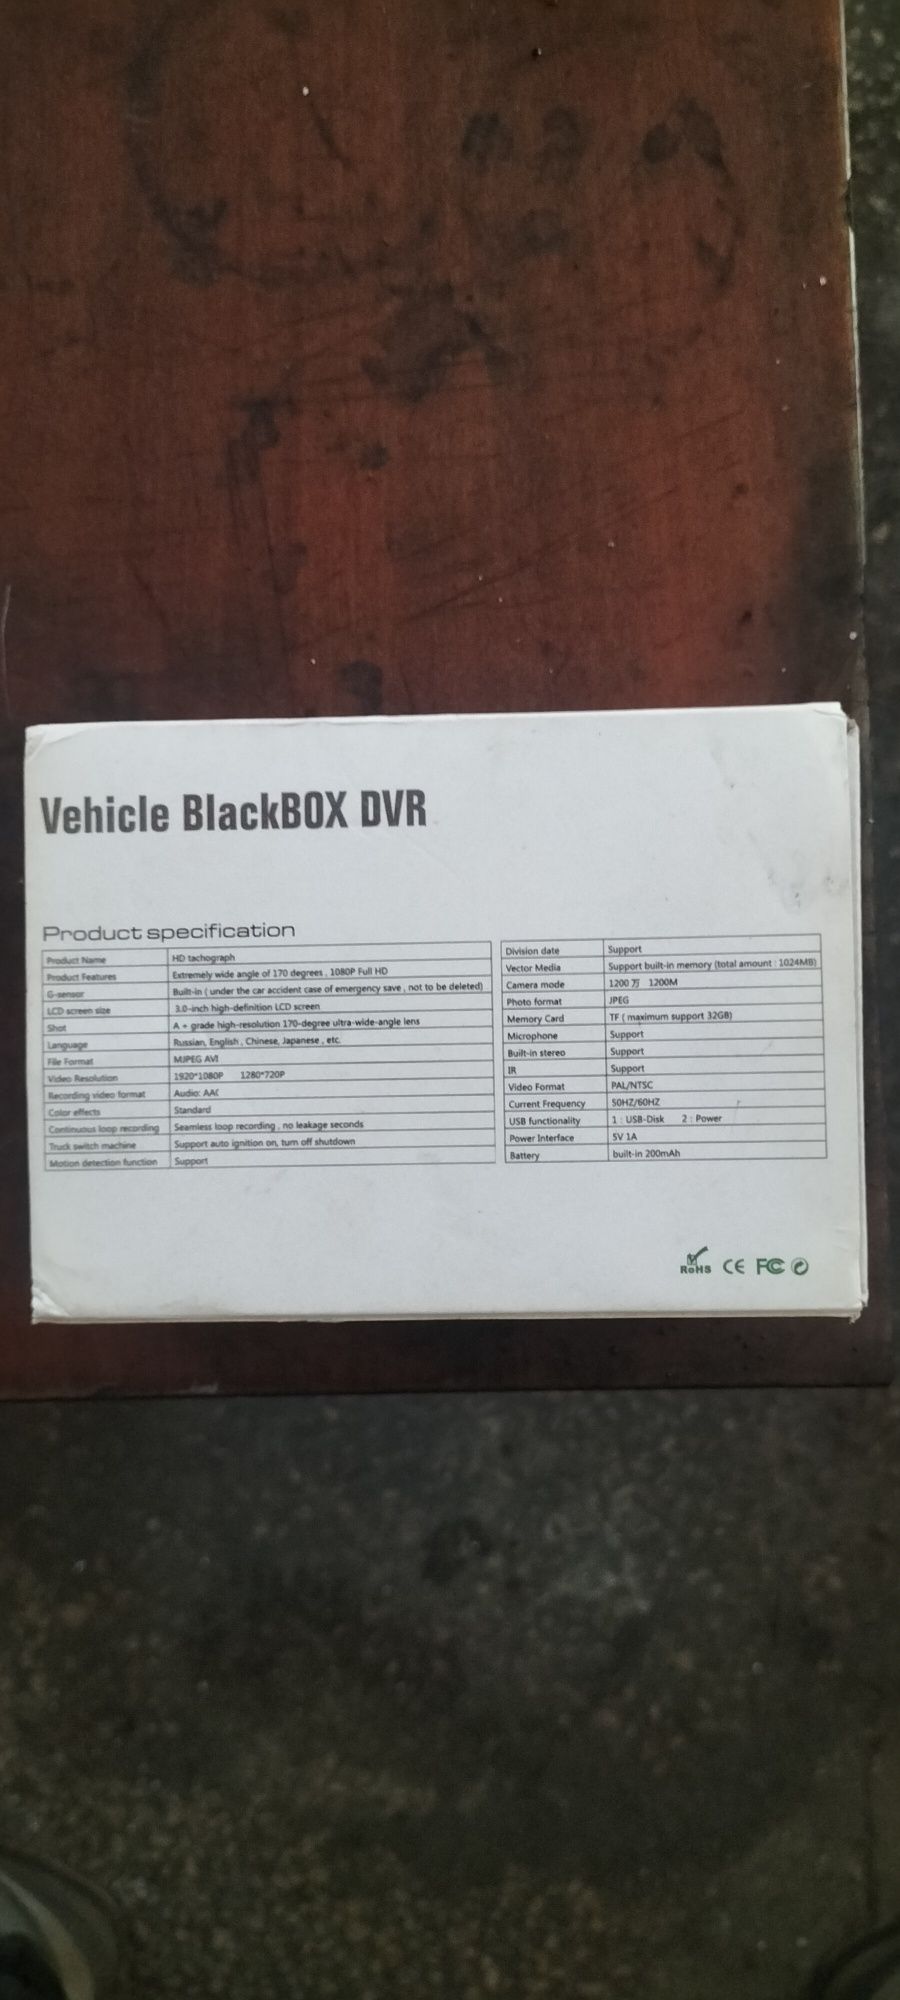 Vehicle BlackBOX DVR
Product specification
Product Name HD tachograph
Product Features Extremely wide angle of 170 degrees , 1080P Full HD
G-sensor Built-in ( under the car accident case of emergency save , not to be deleted)
LCD screen size 3.0-inch high-definition LCD screen
Shot A + grade high-resolution 170-degree ultra-wide-angle lens
Language Russian, English , Chinese, Japanese , etc.
File Format MJPEG AVI
Video Resolution 1920*1080P 1280*720P
Recording video format Audio: AAC
Color effects Standard
Continuous loop recording Seamless loop recording , no leakage seconds
Truck switch machine Support auto ignition on, turn off shutdown
Motion detection function Support
Division date Support
Vector Media Support built-in memory (total amount : 1024MB)
Camera mode 1200万 1200M
Photo format JPEG
Memory Card TF ( maximum support 32GB)
Microphone Support
Built-in stereo Support
IR Support
Video Format PAL/NTSC
Current Frequency 50HZ/60HZ
USB functionality 1 : USB-Disk 2 : Power
Power Interface 5V 1A
Battery built-in 200mAh
RoHS CE FC